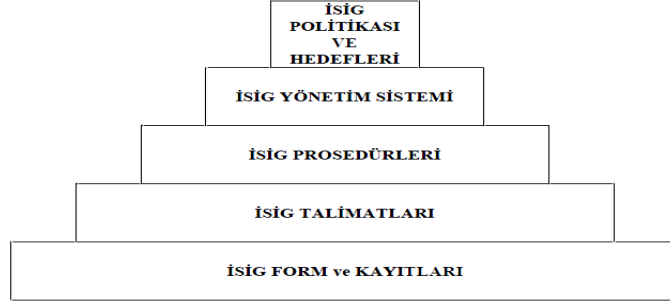 İSİG
POLİTİKASI
VE
HEDEFLERİ
İSİG YÖNETİM SİSTEMİ
İSİG PROSEDÜRLERİ
İSİG TALİMATLARI
İSİG FORM ve KAYITLARI